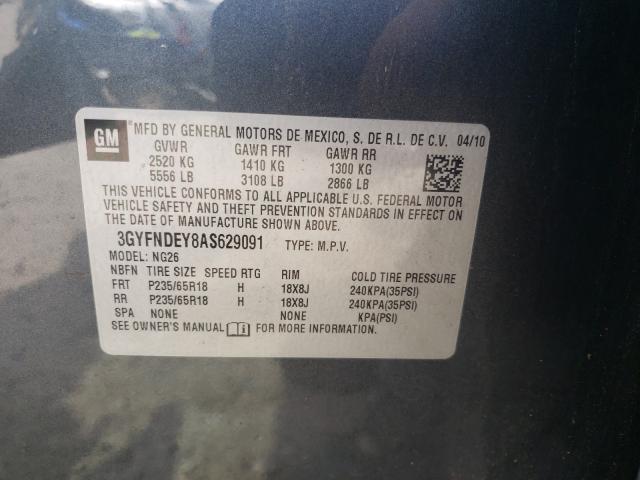 GM
MFD BY GENERAL MOTORS DE MEXICO, S. DE R.L. DE C.V. 04/10
GVWR GAWR FRT GAWR RR
2520 KG 1410 KG 1300 KG
5556 LB 3108 LB 2866 LB
THIS VEHICLE CONFORMS TO ALL APPLICABLE U.S. FEDERAL MOTOR
VEHICLE SAFETY AND THEFT PREVENTION STANDARDS IN EFFECT ON
THE DATE OF MANUFACTURE SHOWN ABOVE.
3GYFNDEY8AS629091 TYPE: M.P.V.
MODEL: NG26
NBFN TIRE SIZE SPEED RTG RIM COLD TIRE PRESSURE
FRT P235/65R18 H 18X8J 240KPA(35PSI)
RR P235/65R18 H 18X8J 240KPA(35PSI)
SPA NONE NONE KPA(PSI)
SEE OWNER'S MANUAL i FOR MORE INFORMATION.